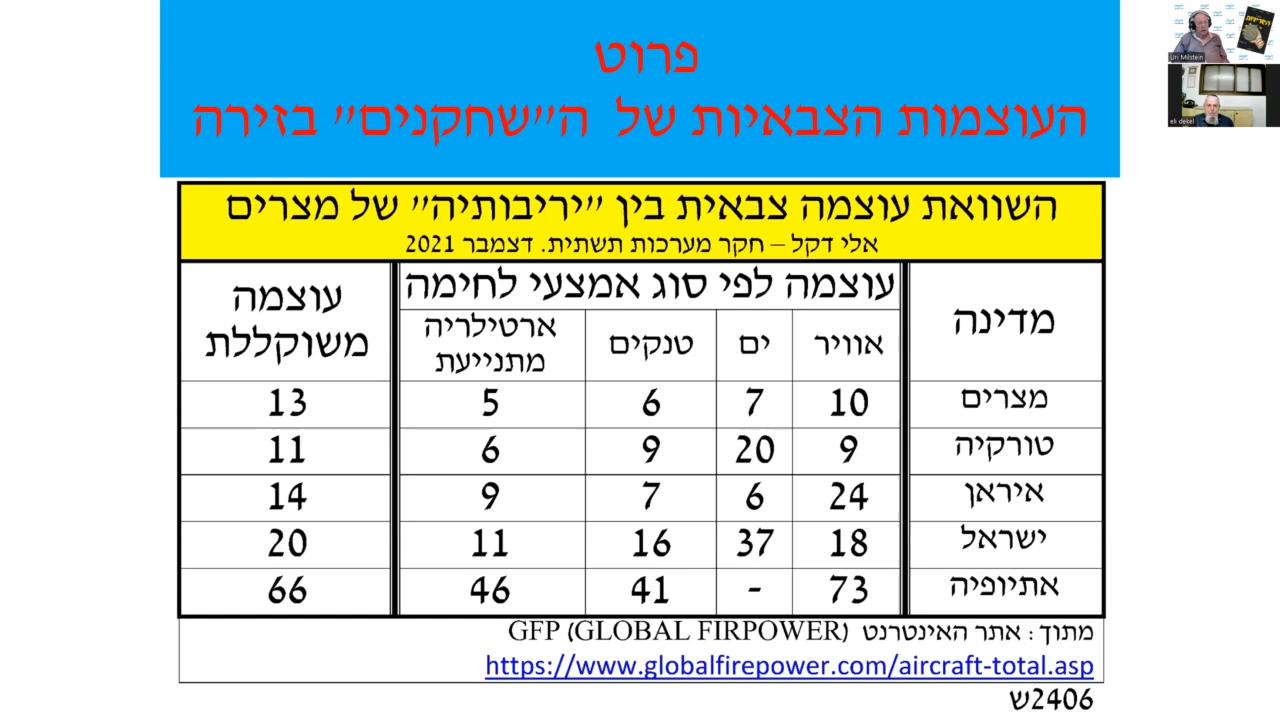 פרוט
העוצמות הצבאיות של ה״שחקנים״ בזירה
השוואת עוצמה צבאית בין ״יריבותיה״ של מצרים
אלי דקל – חקר מערכות תשתית. דצמבר 2021
מדינה עוצמה לפי סוג אמצעי לחימה עוצמה משוקללת
אוויר ים טנקים ארטילריה מתנייעת
מצרים 10 7 6 5 13
טורקיה 9 20 9 6 11
איראן 24 6 7 9 14
ישראל 18 37 16 11 20
אתיופיה 73 - 41 46 66
מתוך: אתר האינטרנט GFP (GLOBAL FIRPOWER)
https://www.globalfirepower.com/aircraft-total.asp
2406ש
Uri Milstein
eli dekel